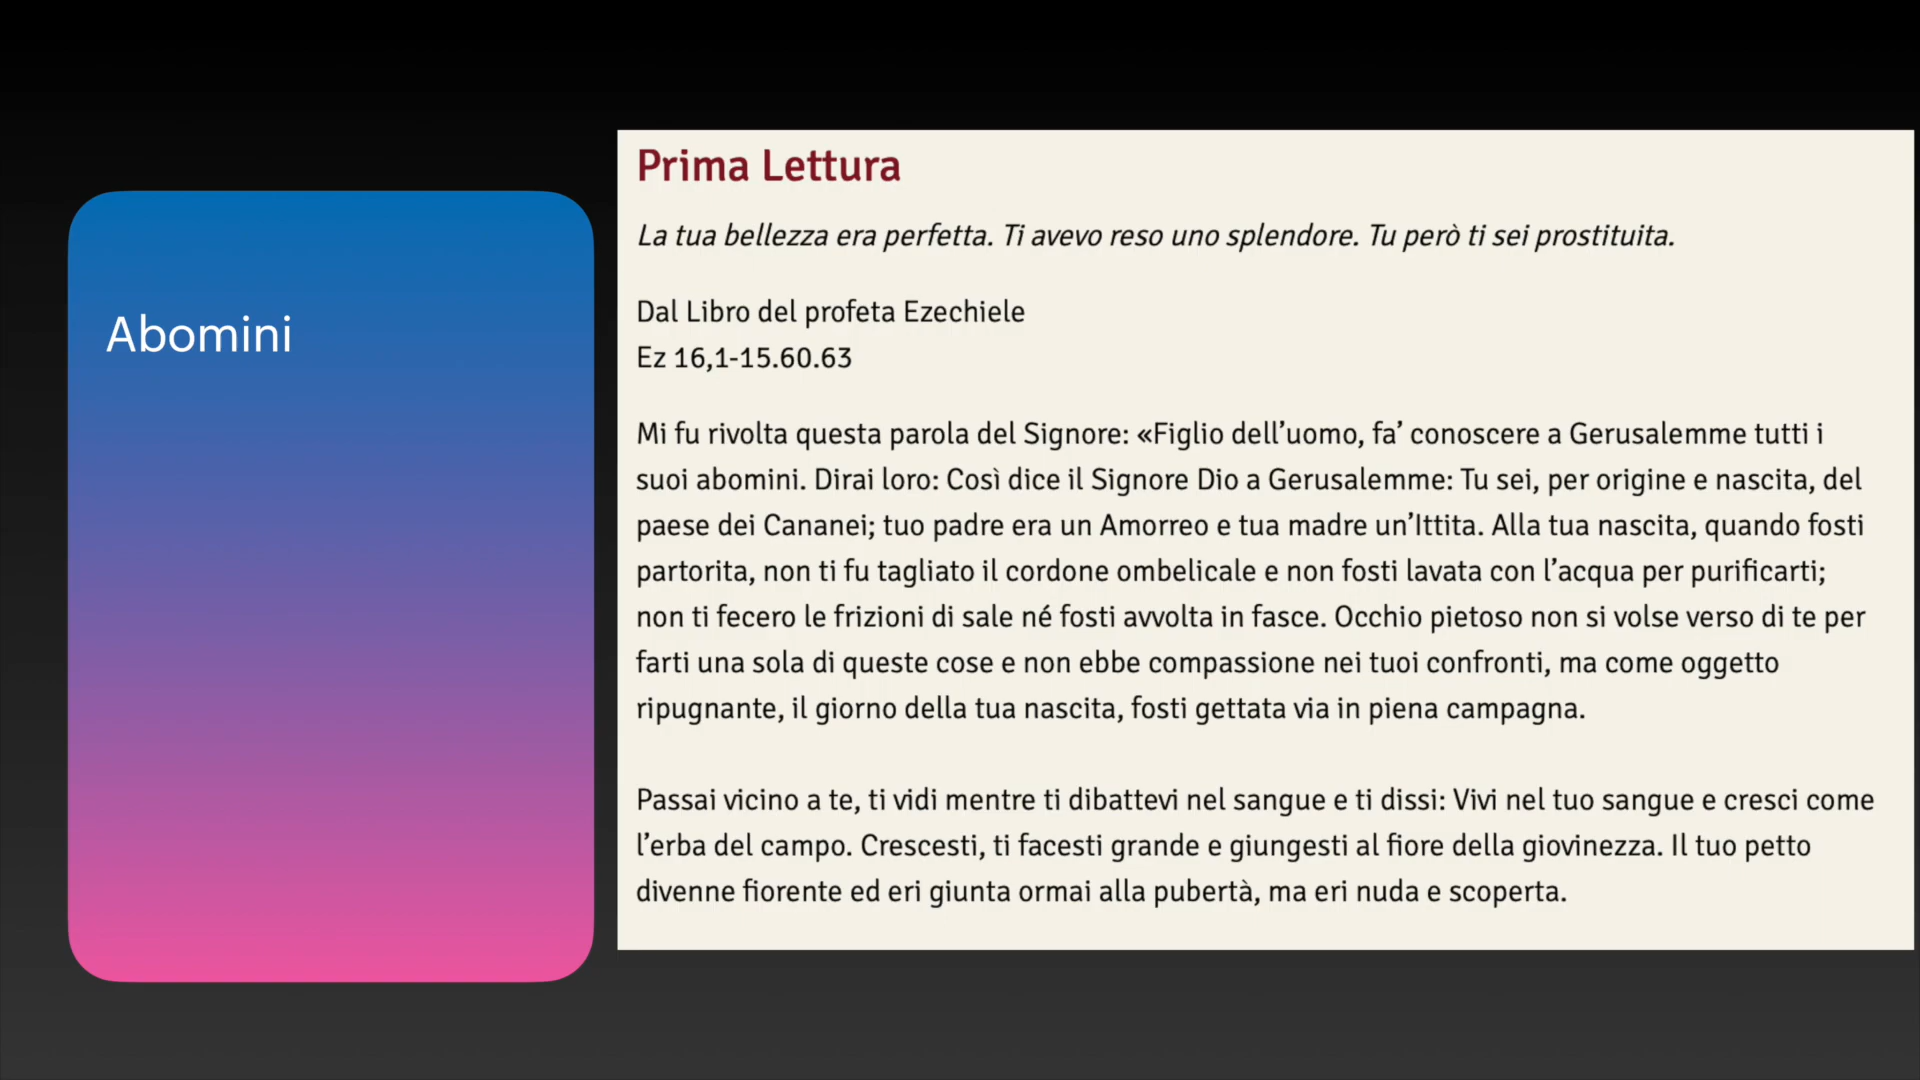 Abomini
Prima Lettura
La tua bellezza era perfetta. Ti avevo reso uno splendore. Tu però ti sei prostituita.
Dal Libro del profeta Ezechiele
Ez 16,1-15.60.63
Mi fu rivolta questa parola del Signore: «Figlio dell’uomo, fa’ conoscere a Gerusalemme tutti i
suoi abomini. Dirai loro: Così dice il Signore Dio a Gerusalemme: Tu sei, per origine e nascita, del
paese dei Cananei; tuo padre era un Amorreo e tua madre un’Ittita. Alla tua nascita, quando fosti
partorita, non ti fu tagliato il cordone ombelicale e non fosti lavata con l’acqua per purificarti;
non ti fecero le frizioni di sale né fosti avvolta in fasce. Occhio pietoso non si volse verso di te per
farti una sola di queste cose e non ebbe compassione nei tuoi confronti, ma come oggetto
ripugnante, il giorno della tua nascita, fosti gettata via in piena campagna.
Passai vicino a te, ti vidi mentre ti dibattevi nel sangue e ti dissi: Vivi nel tuo sangue e cresci come
l’erba del campo. Crescesti, ti facesti grande e giungesti al fiore della giovinezza. Il tuo petto
divenne fiorente ed eri giunta ormai alla pubertà, ma eri nuda e scoperta.